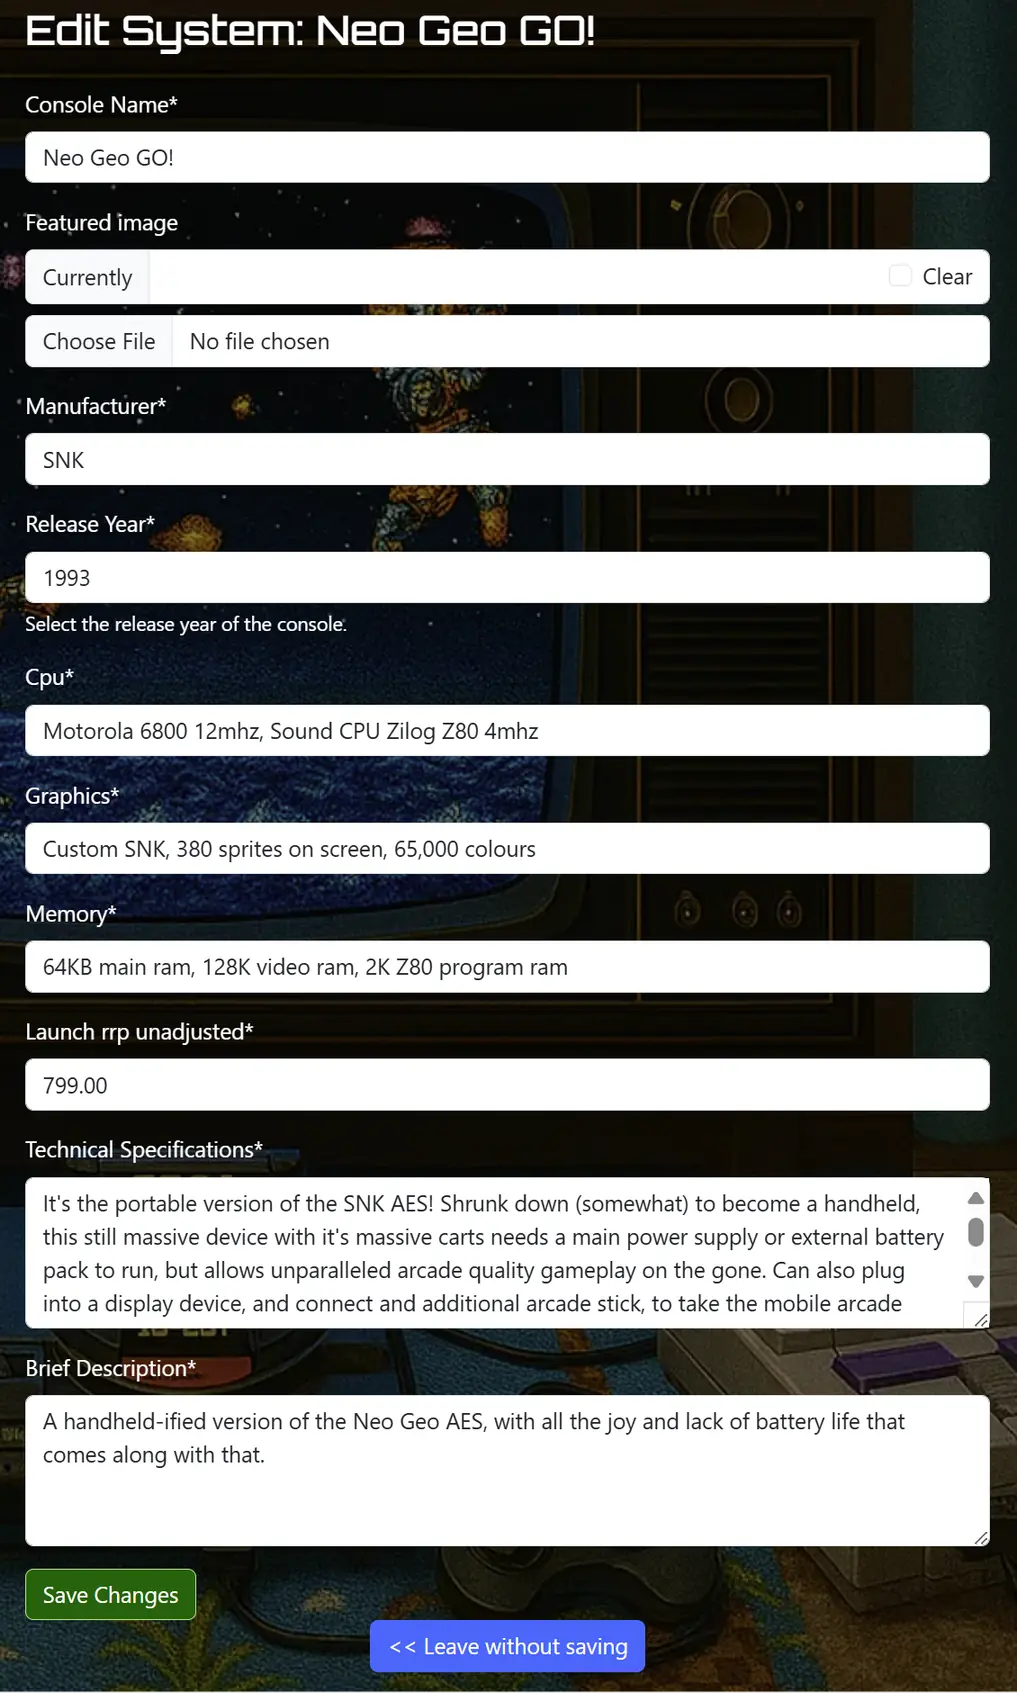 Edit System: Neo Geo GO!
Console Name*
Neo Geo GO!
Featured image
Currently Clear
Choose File No file chosen
Manufacturer*
SNK
Release Year*
1993
Select the release year of the console.
Cpu*
Motorola 6800 12mhz, Sound CPU Zilog Z80 4mhz
Graphics*
Custom SNK, 380 sprites on screen, 65,000 colours
Memory*
64KB main ram, 128K video ram, 2K Z80 program ram
Launch rrp unadjusted*
799.00
Technical Specifications*
It's the portable version of the SNK AES! Shrunk down (somewhat) to become a handheld,
this still massive device with it's massive carts needs a main power supply or external battery
pack to run, but allows unparalleled arcade quality gameplay on the gone. Can also plug
into a display device, and connect and additional arcade stick, to take the mobile arcade
Brief Description*
A handheld-ified version of the Neo Geo AES, with all the joy and lack of battery life that
comes along with that.
Save Changes
<< Leave without saving